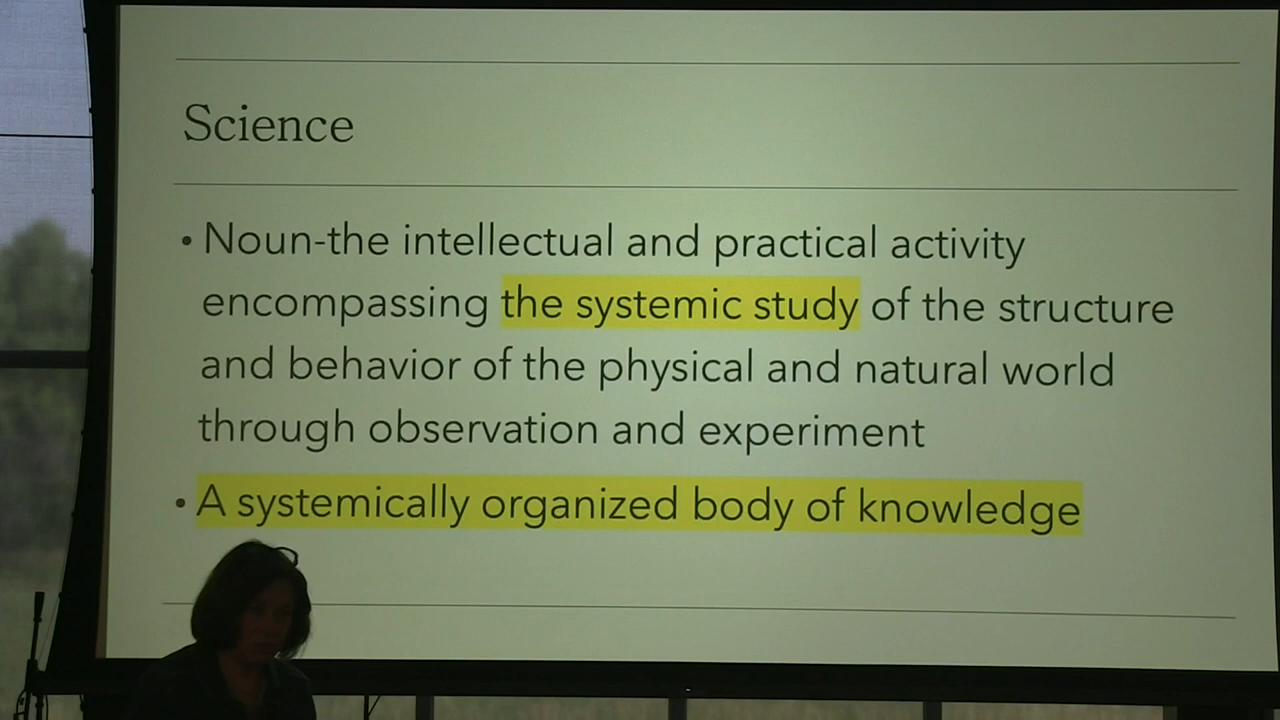 Science
• Noun-the intellectual and practical activity
encompassing the systemic study of the structure
and behavior of the physical and natural world
through observation and experiment
• A systemically organized body of knowledge